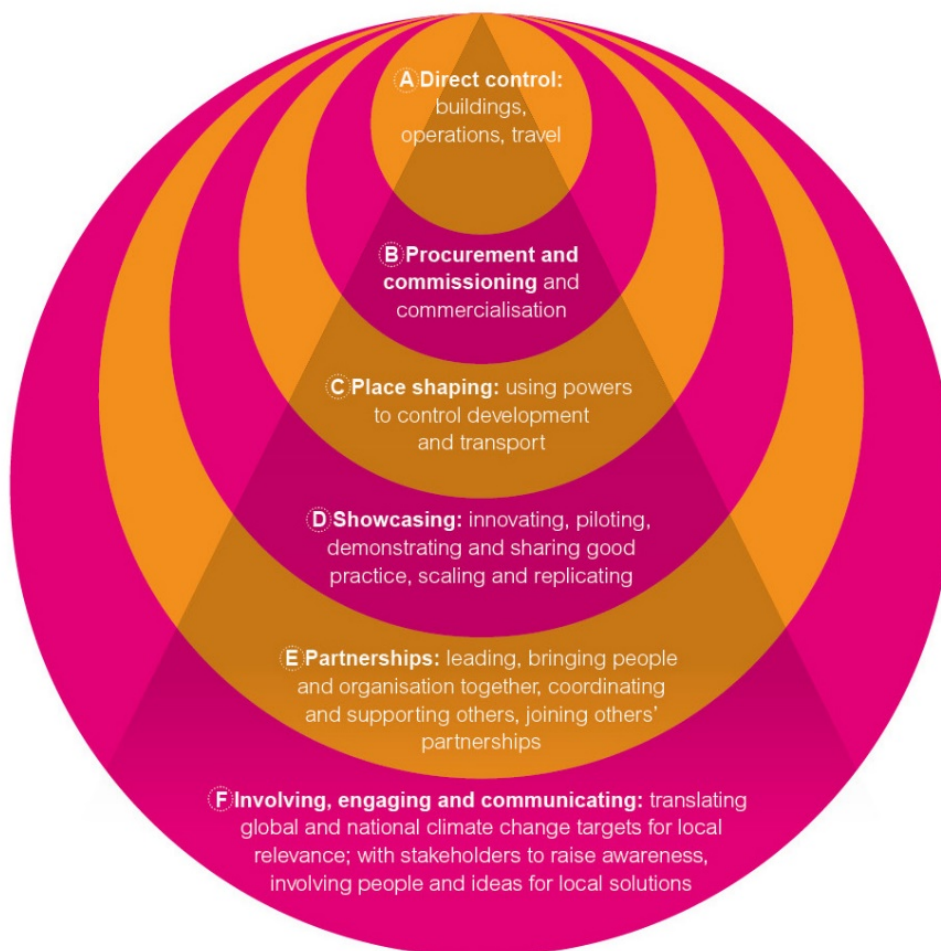 A Direct control:
buildings,
operations, travel
B Procurement and
commissioning and
commercialisation
C Place shaping: using powers
to control development
and transport
D Showcasing: innovating, piloting,
demonstrating and sharing good
practice, scaling and replicating
E Partnerships: leading, bringing people
and organisation together, coordinating
and supporting others, joining others’
partnerships
F Involving, engaging and communicating: translating
global and national climate change targets for local
relevance; with stakeholders to raise awareness,
involving people and ideas for local solutions